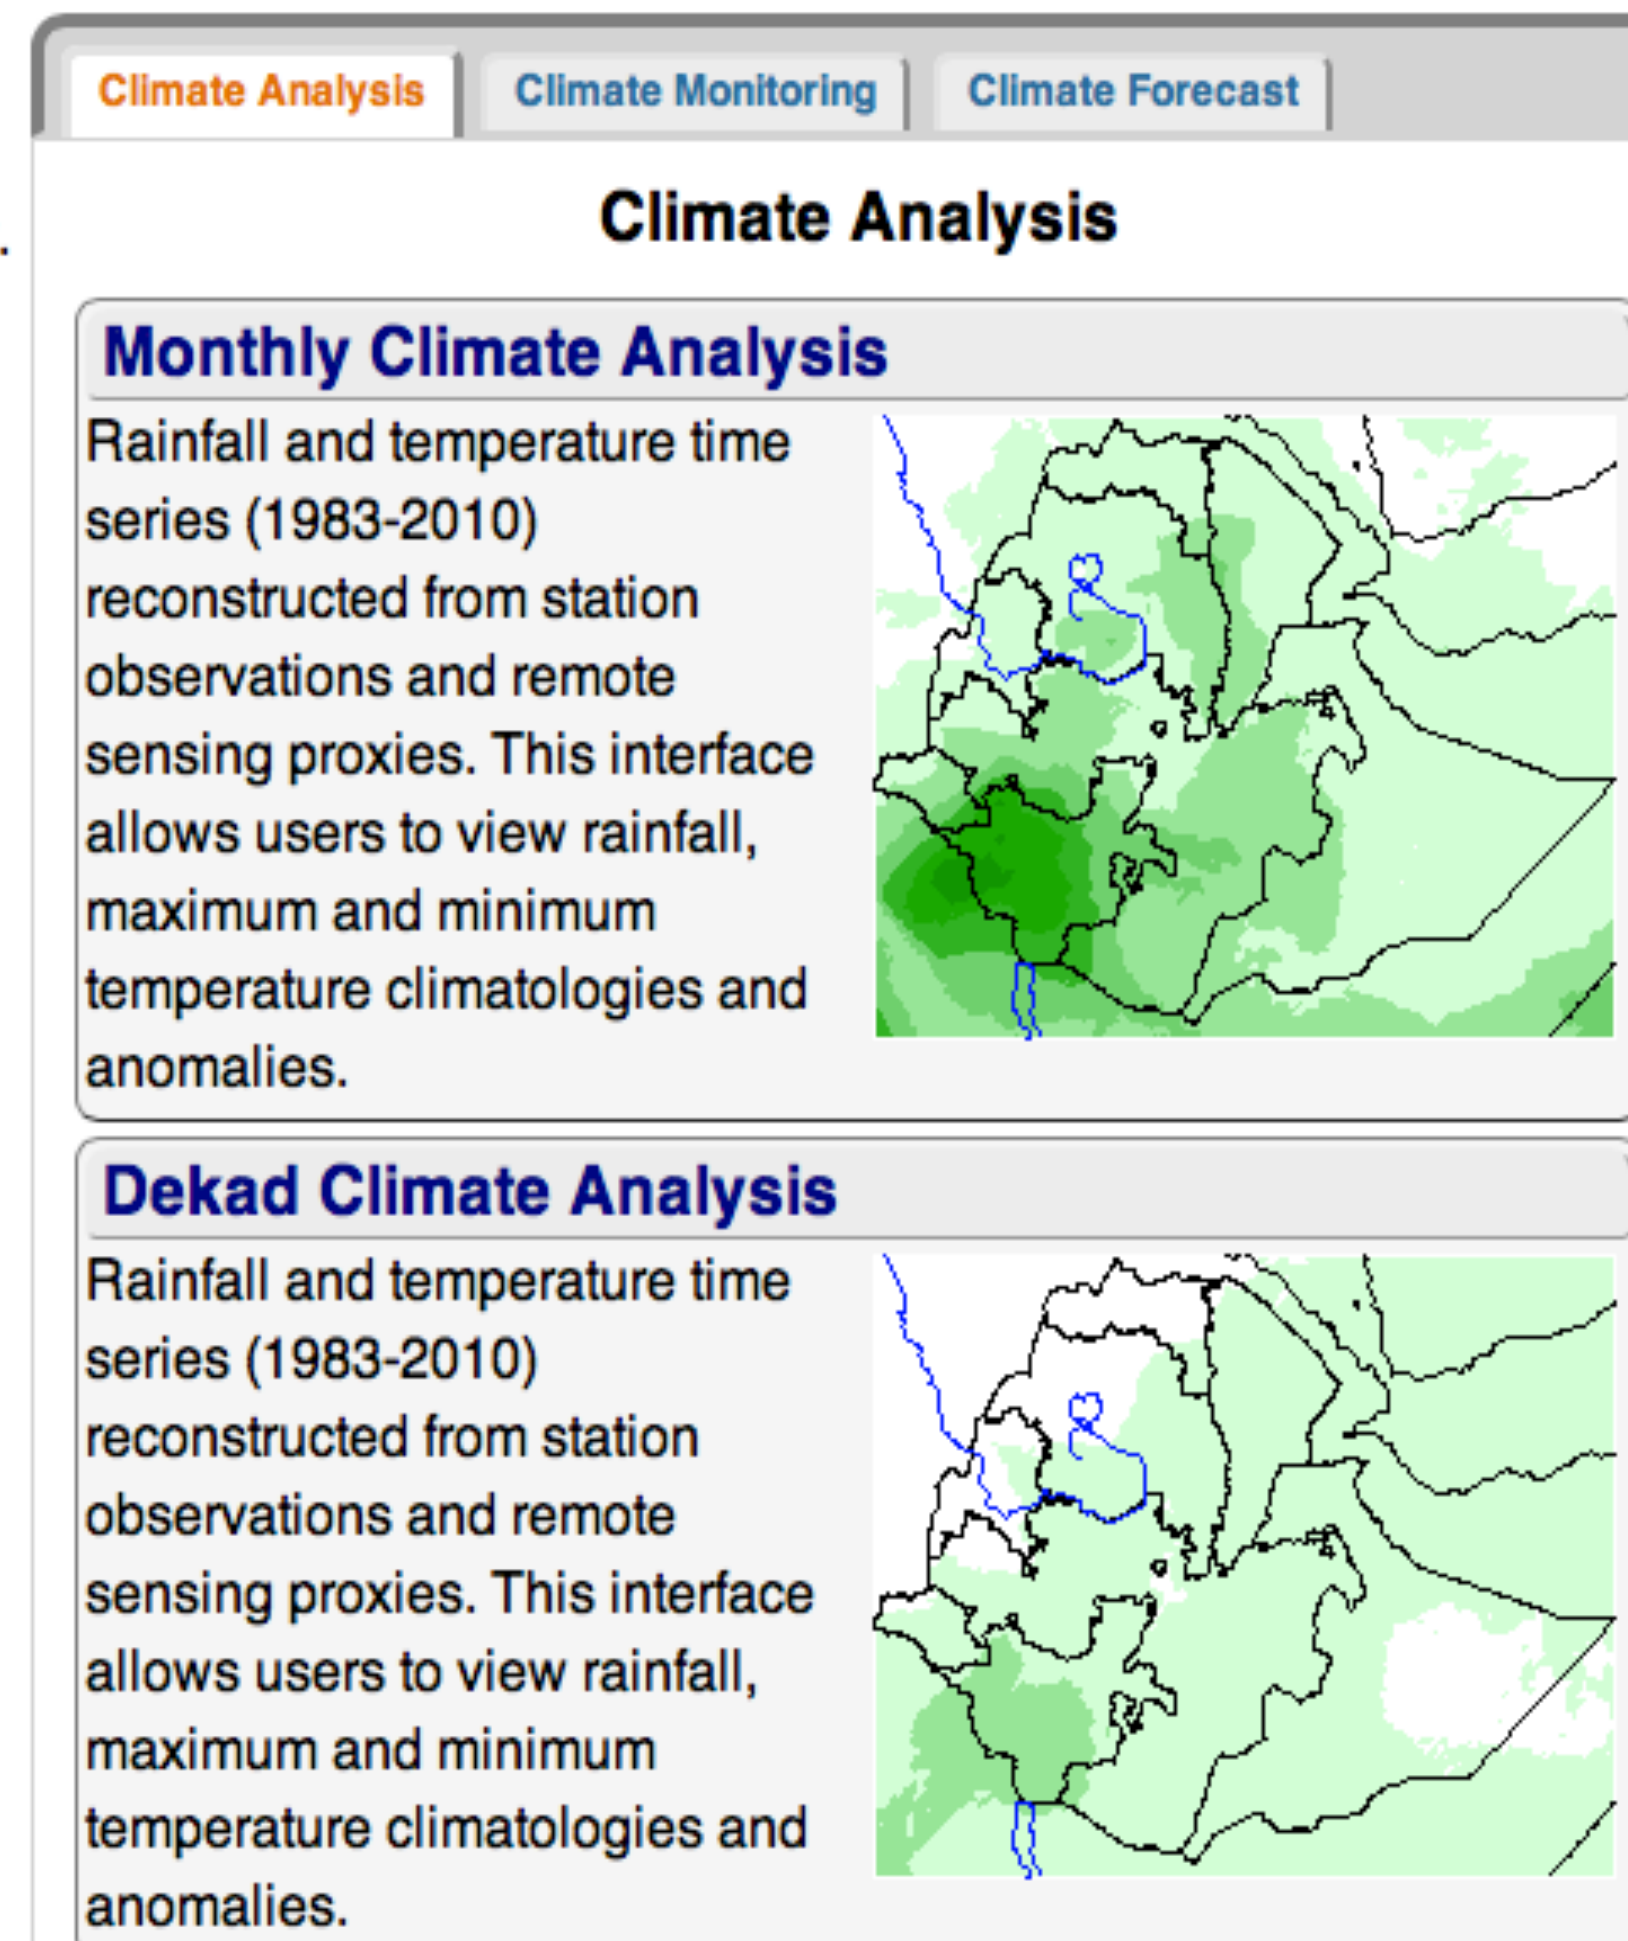 Climate Analysis Climate Monitoring Climate Forecast
Climate Analysis
.
Monthly Climate Analysis
Rainfall and temperature time
series (1983-2010)
reconstructed from station
observations and remote
sensing proxies. This interface
allows users to view rainfall,
maximum and minimum
temperature climatologies and
anomalies.
Dekad Climate Analysis
Rainfall and temperature time
series (1983-2010)
reconstructed from station
observations and remote
sensing proxies. This interface
allows users to view rainfall,
maximum and minimum
temperature climatologies and
anomalies.